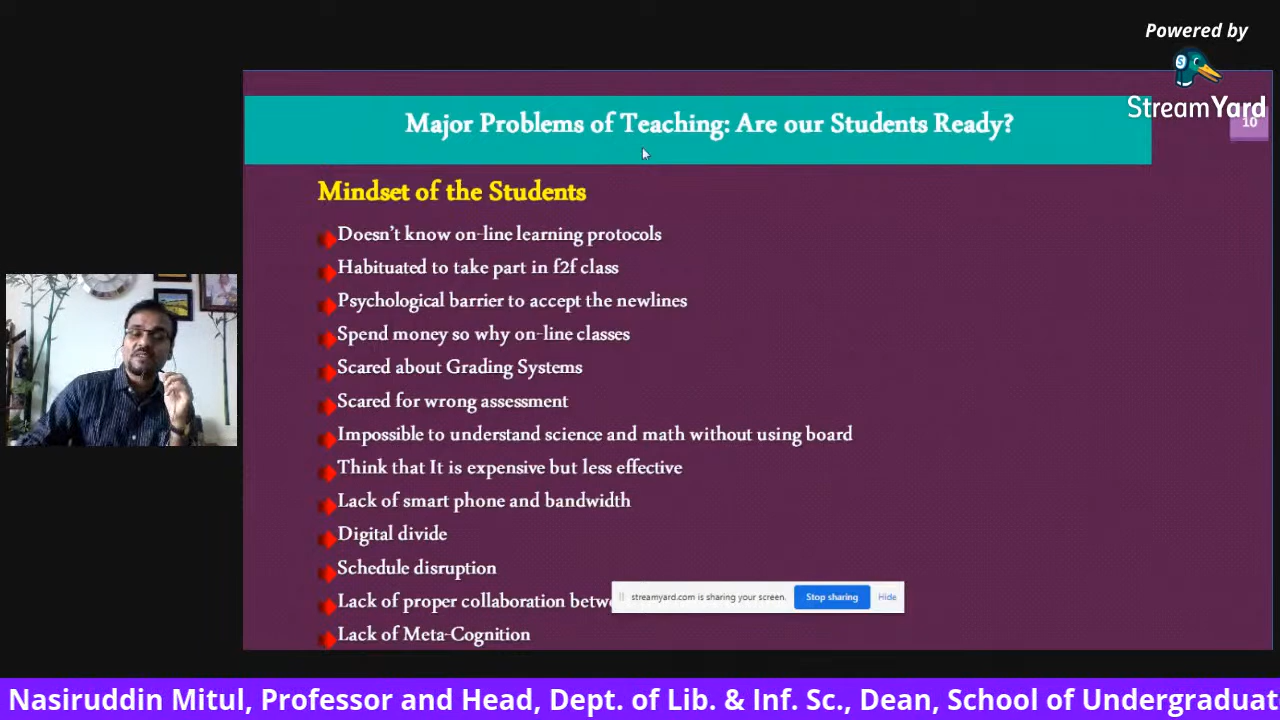 Powered by
StreamYard
10
Major Problems of Teaching: Are our Students Ready?
Mindset of the Students
Doesn't know on-line learning protocols
Habituated to take part in f2f class
Psychological barrier to accept the newlines
Spend money so why on-line classes
Scared about Grading Systems
Scared for wrong assessment
Impossible to understand science and math without using board
Think that It is expensive but less effective
Lack of smart phone and bandwidth
Digital divide
Schedule disruption
Lack of proper collaboration
streamyard.com is sharing your screen. Stop sharing Hide
Lack of Meta-Cognition
Nasiruddin Mitul, Professor and Head, Dept. of Lib. & Inf. Sc., Dean, School of Undergraduat